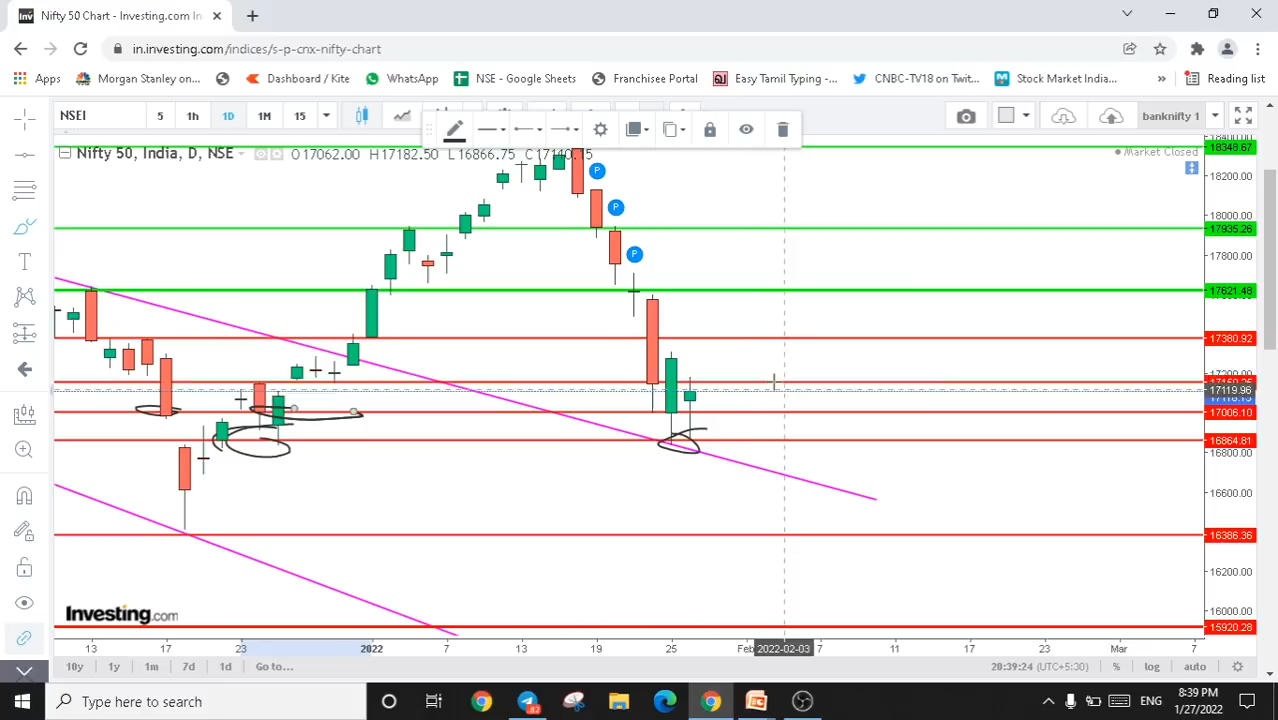 Nifty 50 Chart - Investing.com In
in.investing.com/indices/s-p-cnx-nifty-chart
Apps Morgan Stanley on... Dashboard / Kite WhatsApp NSE - Google Sheets Franchisee Portal Easy Tamil Typing -... CNBC-TV18 on Twit... Stock Market India... » Reading list
NSEI 5 1h 1D 1M 15 banknifty 1
Nifty 50, India, D, NSE O17062.00 H17182.50 L16866.75
Market Closed
P
P
P
18348.67
18200.00
18000.00
17935.26
17800.00
17621.48
17380.92
17119.96
17006.10
16864.81
16800.00
16600.00
16386.36
16200.00
16000.00
15920.28
Investing.com
13 17 23 2022 7 13 19 25 Feb 2022-02-03 7 11 17 23 Mar 7
10y 1y 1m 7d 1d Go to... 20:39:24 (UTC+5:30) % log auto
Type here to search
82
ENG
8:39 PM
1/27/2022